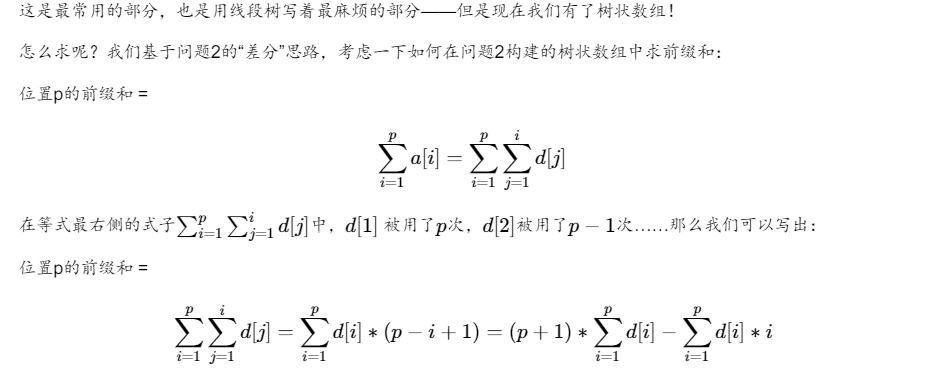 这是最常用的部分，也是用线段树写着最麻烦的部分——但是现在我们有了树状数组！
怎么求呢？我们基于问题2的“差分”思路，考虑一下如何在问题2构建的树状数组中求前缀和：
位置p的前缀和 =
\sum_{i=1}^{p} a[i] = \sum_{i=1}^{p} \sum_{j=1}^{i} d[j]
在等式最右侧的式子\sum_{i=1}^{p} \sum_{j=1}^{i} d[j]中，d[1] 被用了p次，d[2]被用了p − 1次……那么我们可以写出：
位置p的前缀和 =
\sum_{i=1}^{p} \sum_{j=1}^{i} d[j] = \sum_{i=1}^{p} d[i] * (p − i + 1) = (p + 1) * \sum_{i=1}^{p} d[i] − \sum_{i=1}^{p} d[i] * i